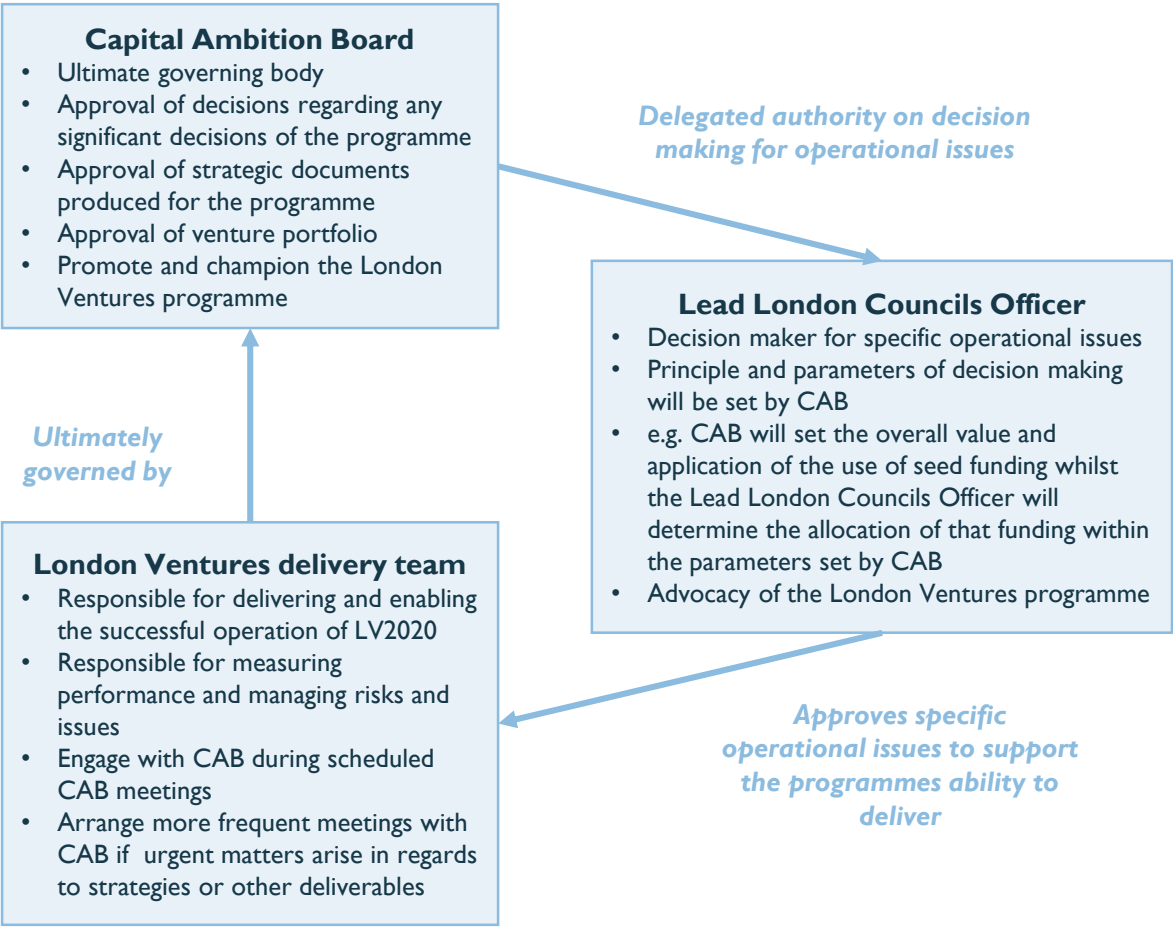 Capital Ambition Board
• Ultimate governing body
• Approval of decisions regarding any
significant decisions of the programme
• Approval of strategic documents
produced for the programme
• Approval of venture portfolio
• Promote and champion the London
Ventures programme
Delegated authority on decision
making for operational issues
Lead London Councils Officer
• Decision maker for specific operational issues
• Principle and parameters of decision making
will be set by CAB
• e.g. CAB will set the overall value and
application of the use of seed funding whilst
the Lead London Councils Officer will
determine the allocation of that funding within
the parameters set by CAB
• Advocacy of the London Ventures programme
Ultimately
governed by
London Ventures delivery team
• Responsible for delivering and enabling
the successful operation of LV2020
• Responsible for measuring
performance and managing risks and
issues
• Engage with CAB during scheduled
CAB meetings
• Arrange more frequent meetings with
CAB if urgent matters arise in regards
to strategies or other deliverables
Approves specific
operational issues to support
the programmes ability to
deliver